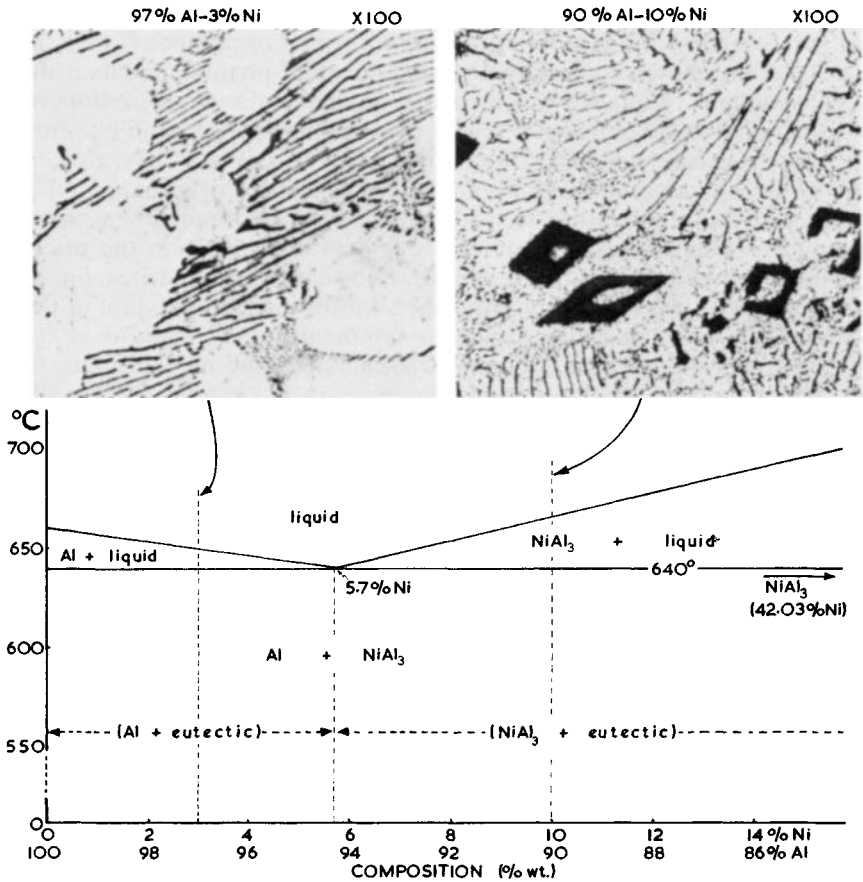 97% Al-3% Ni X100
90% Al-10% Ni X100
°C
700
650
600
550
0
liquid
Al + liquid
NiAl₃ + liquid
640°
5.7% Ni
NiAl₃
(42.03%Ni)
Al + NiAl₃
(Al + eutectic)
(NiAl₃ + eutectic)
0 2 4 6 8 10 12 14 % Ni
100 98 96 94 92 90 88 86% Al
COMPOSITION (% wt.)